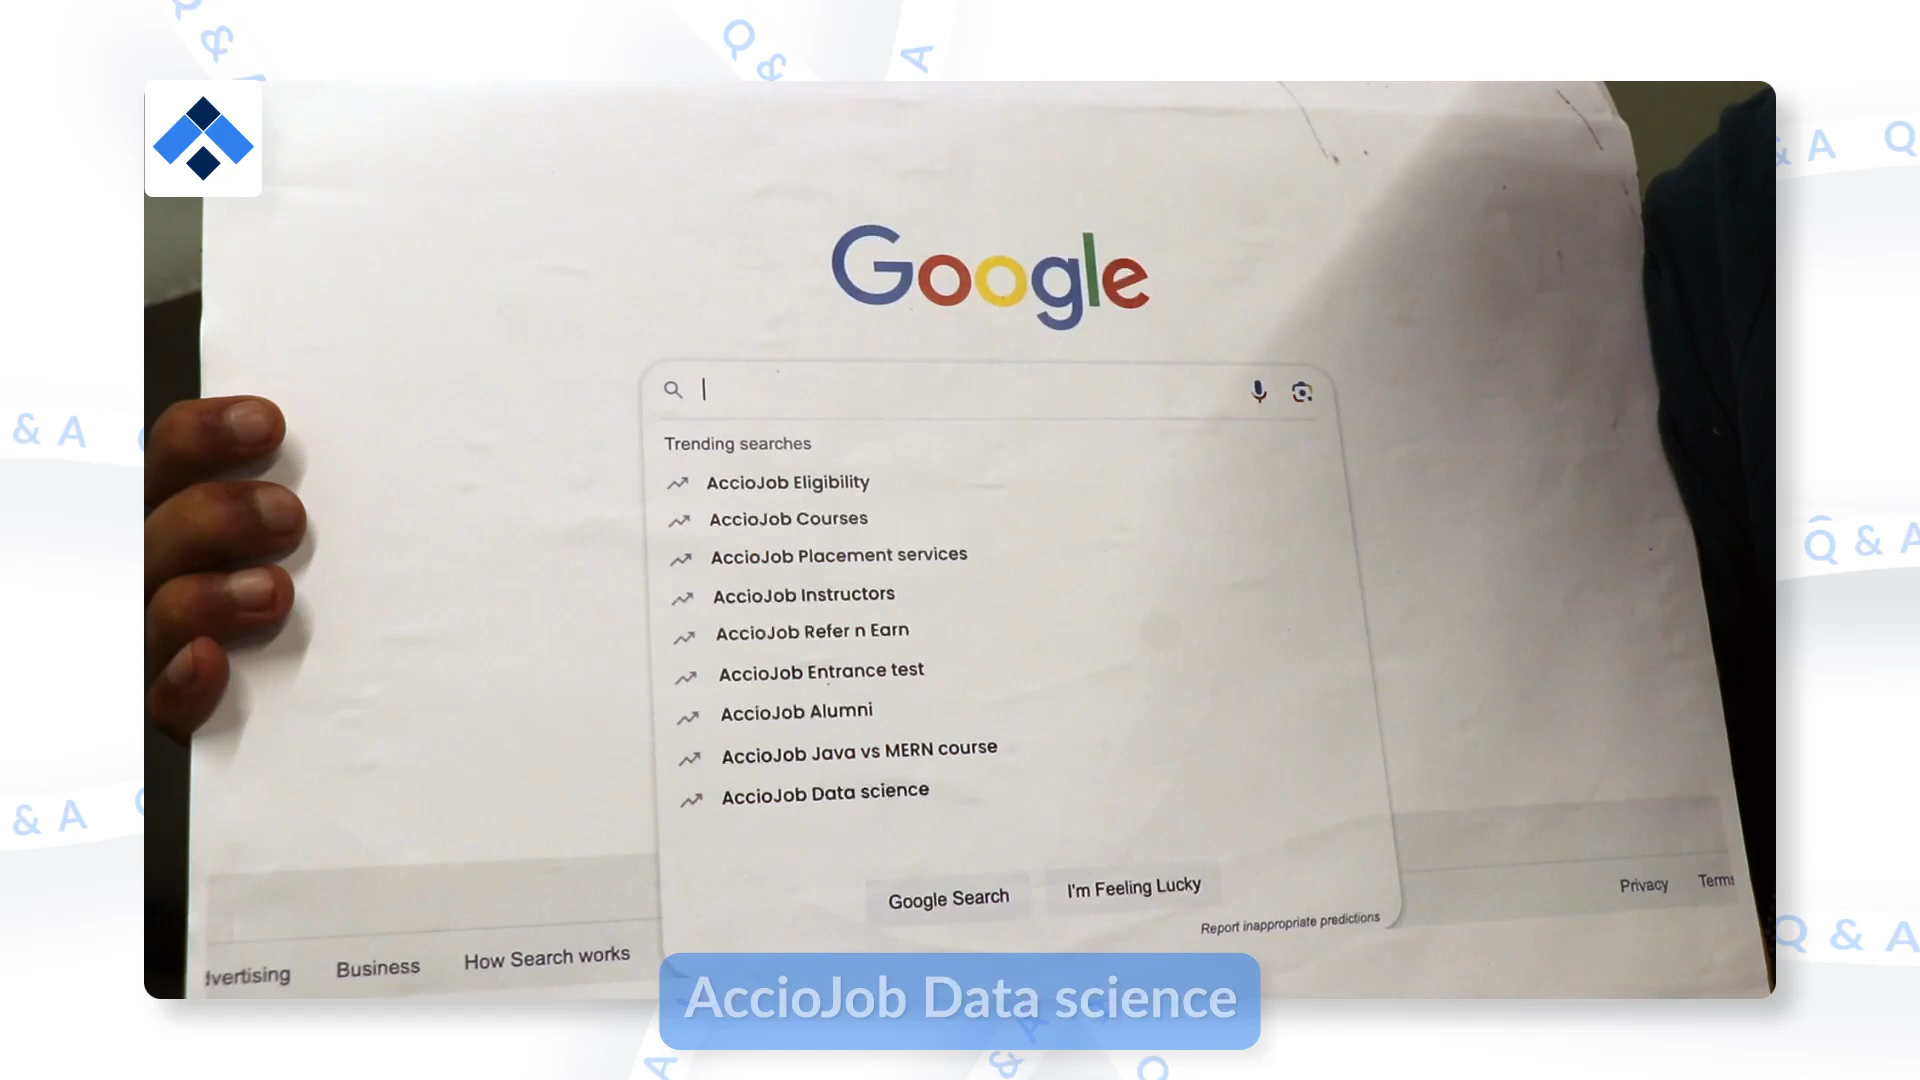 Google
Trending searches
AccioJob Eligibility
AccioJob Courses
AccioJob Placement services
AccioJob Instructors
AccioJob Refer n Earn
AccioJob Entrance test
AccioJob Alumni
AccioJob Java vs MERN course
AccioJob Data science
Google Search
I'm Feeling Lucky
Report inappropriate predictions
dvertising
Business
How Search works
Privacy
Terms
AccioJob Data science
Q &
Q &
A
& A
Q
& A
Q & A
& A
Q & A
A
& A
Q